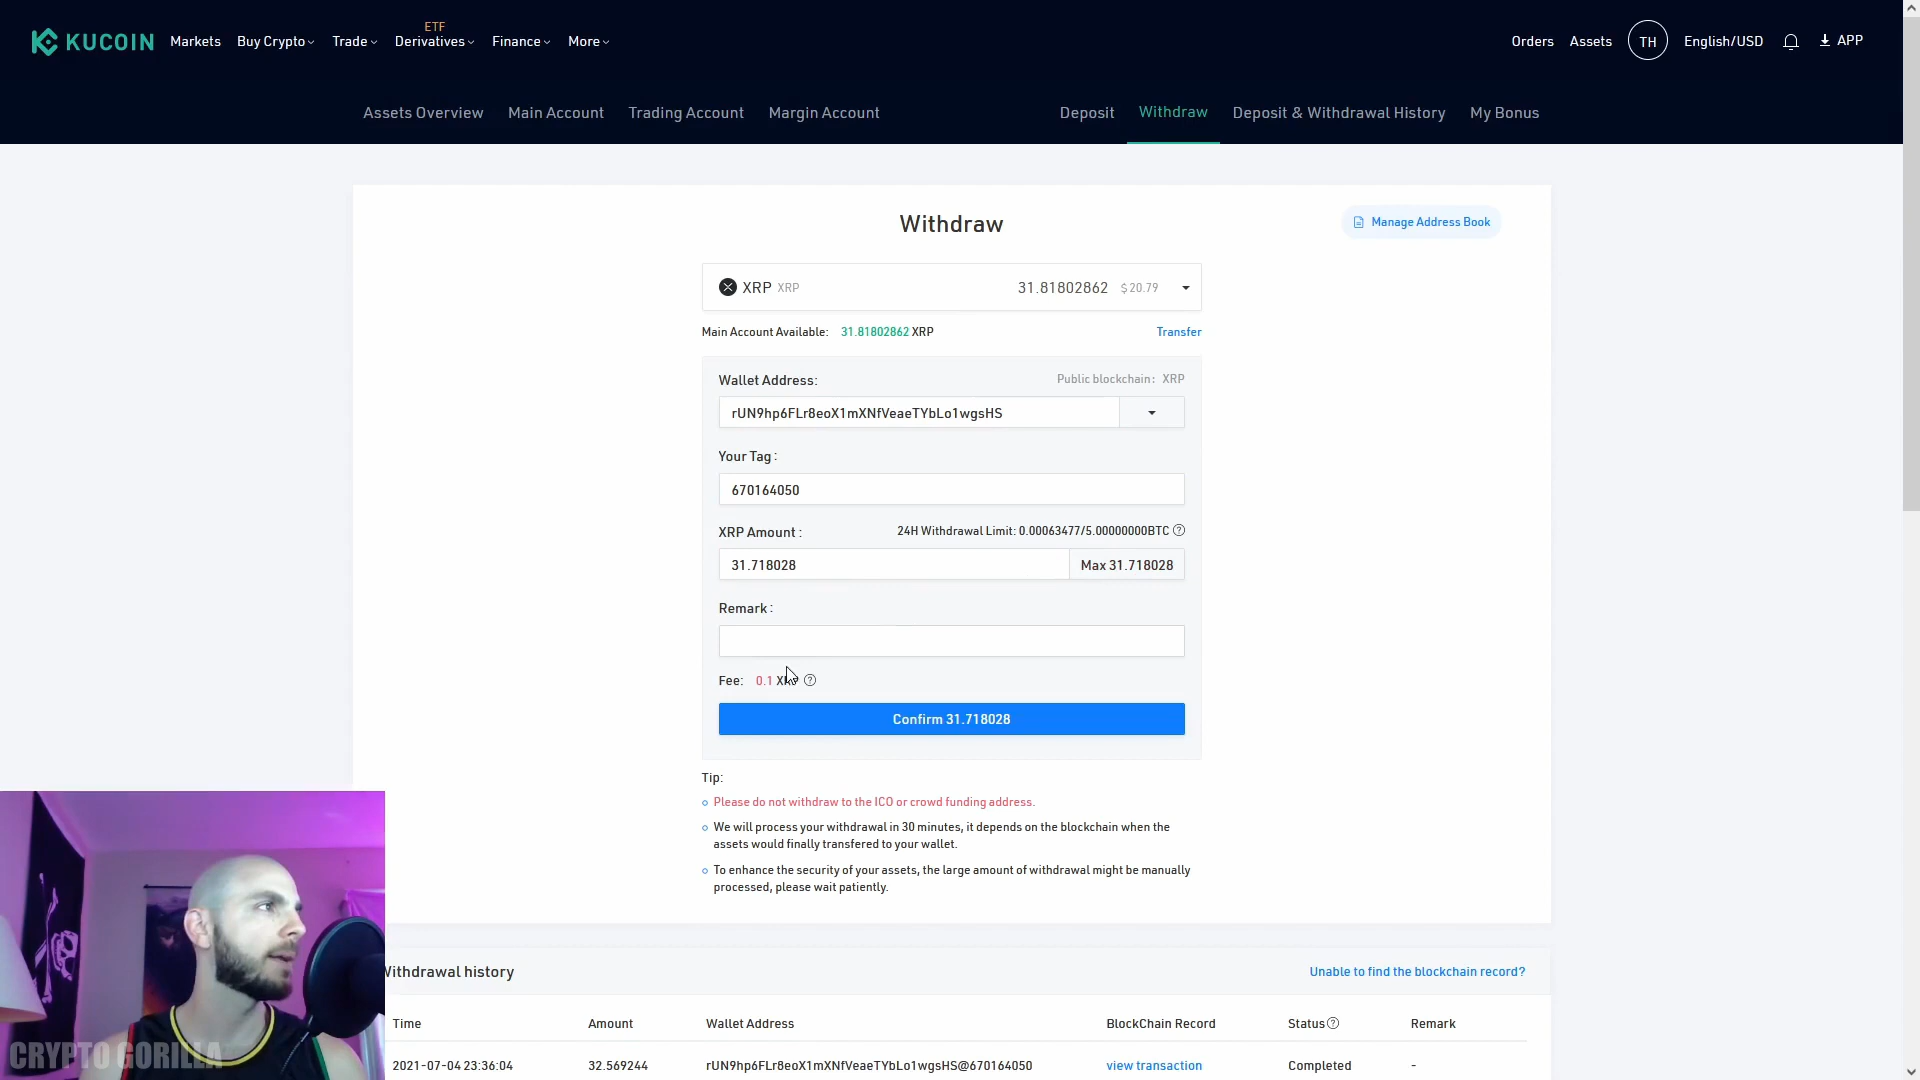 KUCOIN
Markets
Buy Crypto
Trade
ETF
Derivatives
Finance
More
Orders
Assets
TH
English/USD
APP
Assets Overview
Main Account
Trading Account
Margin Account
Deposit
Withdraw
Deposit & Withdrawal History
My Bonus
Withdraw
Manage Address Book
XRP XRP 31.81802862 $ 20.79
Main Account Available: 31.81802862 XRP
Transfer
Wallet Address:
Public blockchain: XRP
rUN9hp6FLr8eoX1mXNfVeaeTYbLo1wgsHS
Your Tag :
670164050
XRP Amount :
24H Withdrawal Limit: 0.00063477/5.00000000BTC ?
31.718028
Max 31.718028
Remark :
Fee: 0.1 XRP ?
Confirm 31.718028
Tip:
Please do not withdraw to the ICO or crowd funding address.
We will process your withdrawal in 30 minutes, it depends on the blockchain when the
assets would finally transfered to your wallet.
To enhance the security of your assets, the large amount of withdrawal might be manually
processed, please wait patiently.
Withdrawal history
Unable to find the blockchain record?
Time Amount Wallet Address BlockChain Record Status ? Remark
2021-07-04 23:36:04 32.569244 rUN9hp6FLr8eoX1mXNfVeaeTYbLo1wgsHS@670164050 view transaction Completed -
CRYPTO GORILLA